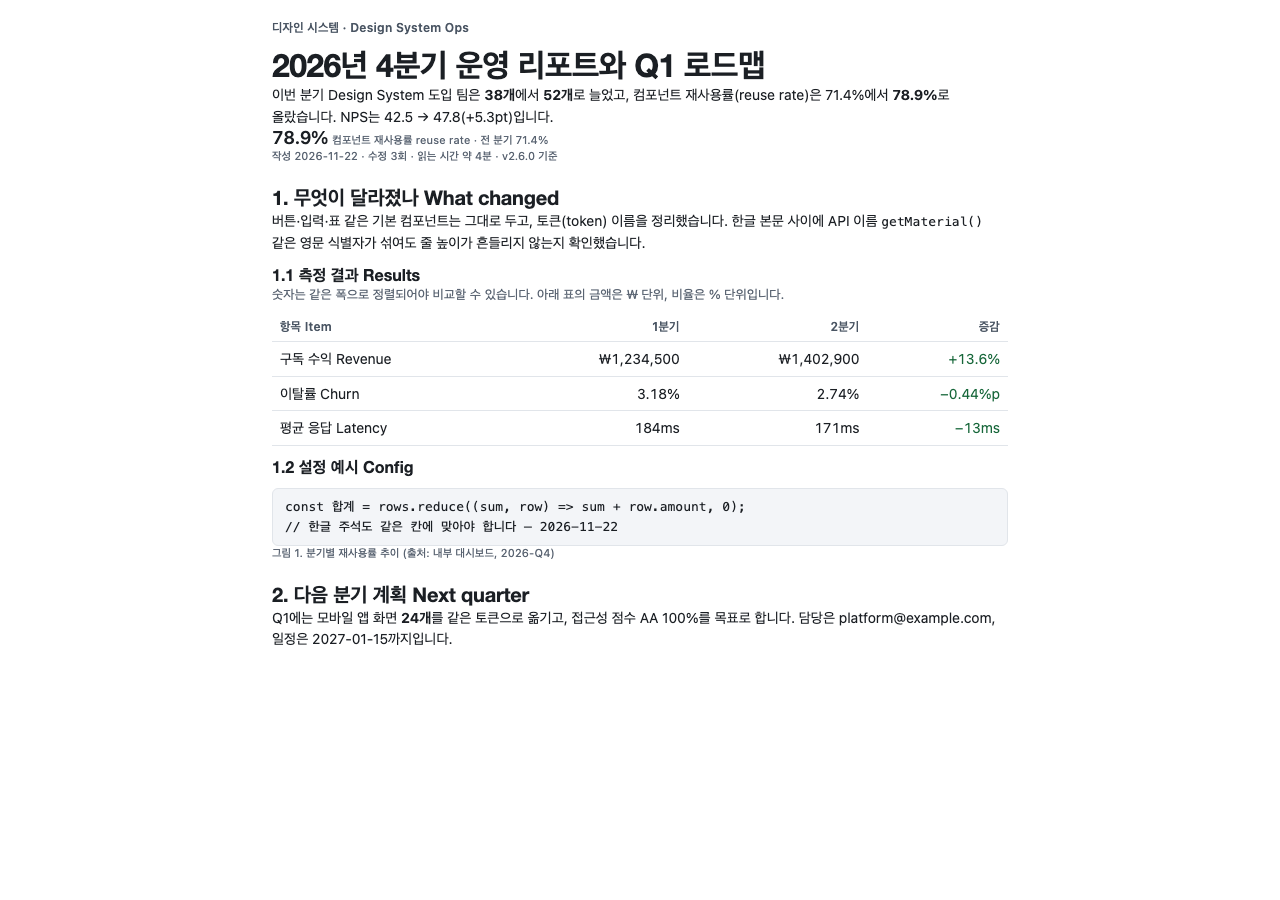 디자인 시스템 · Design System Ops
2026년 4분기 운영 리포트와 Q1 로드맵
이번 분기 Design System 도입 팀은 38개에서 52개로 늘었고, 컴포넌트 재사용률(reuse rate)은 71.4%에서 78.9%로
올랐습니다. NPS는 42.5 → 47.8(+5.3pt)입니다.
78.9% 컴포넌트 재사용률 reuse rate · 전 분기 71.4%
작성 2026-11-22 · 수정 3회 · 읽는 시간 약 4분 · v2.6.0 기준
1. 무엇이 달라졌나 What changed
버튼·입력·표 같은 기본 컴포넌트는 그대로 두고, 토큰(token) 이름을 정리했습니다. 한글 본문 사이에 API 이름 getMaterial()
같은 영문 식별자가 섞여도 줄 높이가 흔들리지 않는지 확인했습니다.
1.1 측정 결과 Results
숫자는 같은 폭으로 정렬되어야 비교할 수 있습니다. 아래 표의 금액은 ₩ 단위, 비율은 % 단위입니다.
항목 Item 1분기 2분기 증감
구독 수익 Revenue ₩1,234,500 ₩1,402,900 +13.6%
이탈률 Churn 3.18% 2.74% −0.44%p
평균 응답 Latency 184ms 171ms −13ms
1.2 설정 예시 Config
const 합계 = rows.reduce((sum, row) => sum + row.amount, 0);
// 한글 주석도 같은 칸에 맞아야 합니다 — 2026-11-22
그림 1. 분기별 재사용률 추이 (출처: 내부 대시보드, 2026-Q4)
2. 다음 분기 계획 Next quarter
Q1에는 모바일 앱 화면 24개를 같은 토큰으로 옮기고, 접근성 점수 AA 100%를 목표로 합니다. 담당은 platform@example.com,
일정은 2027-01-15까지입니다.